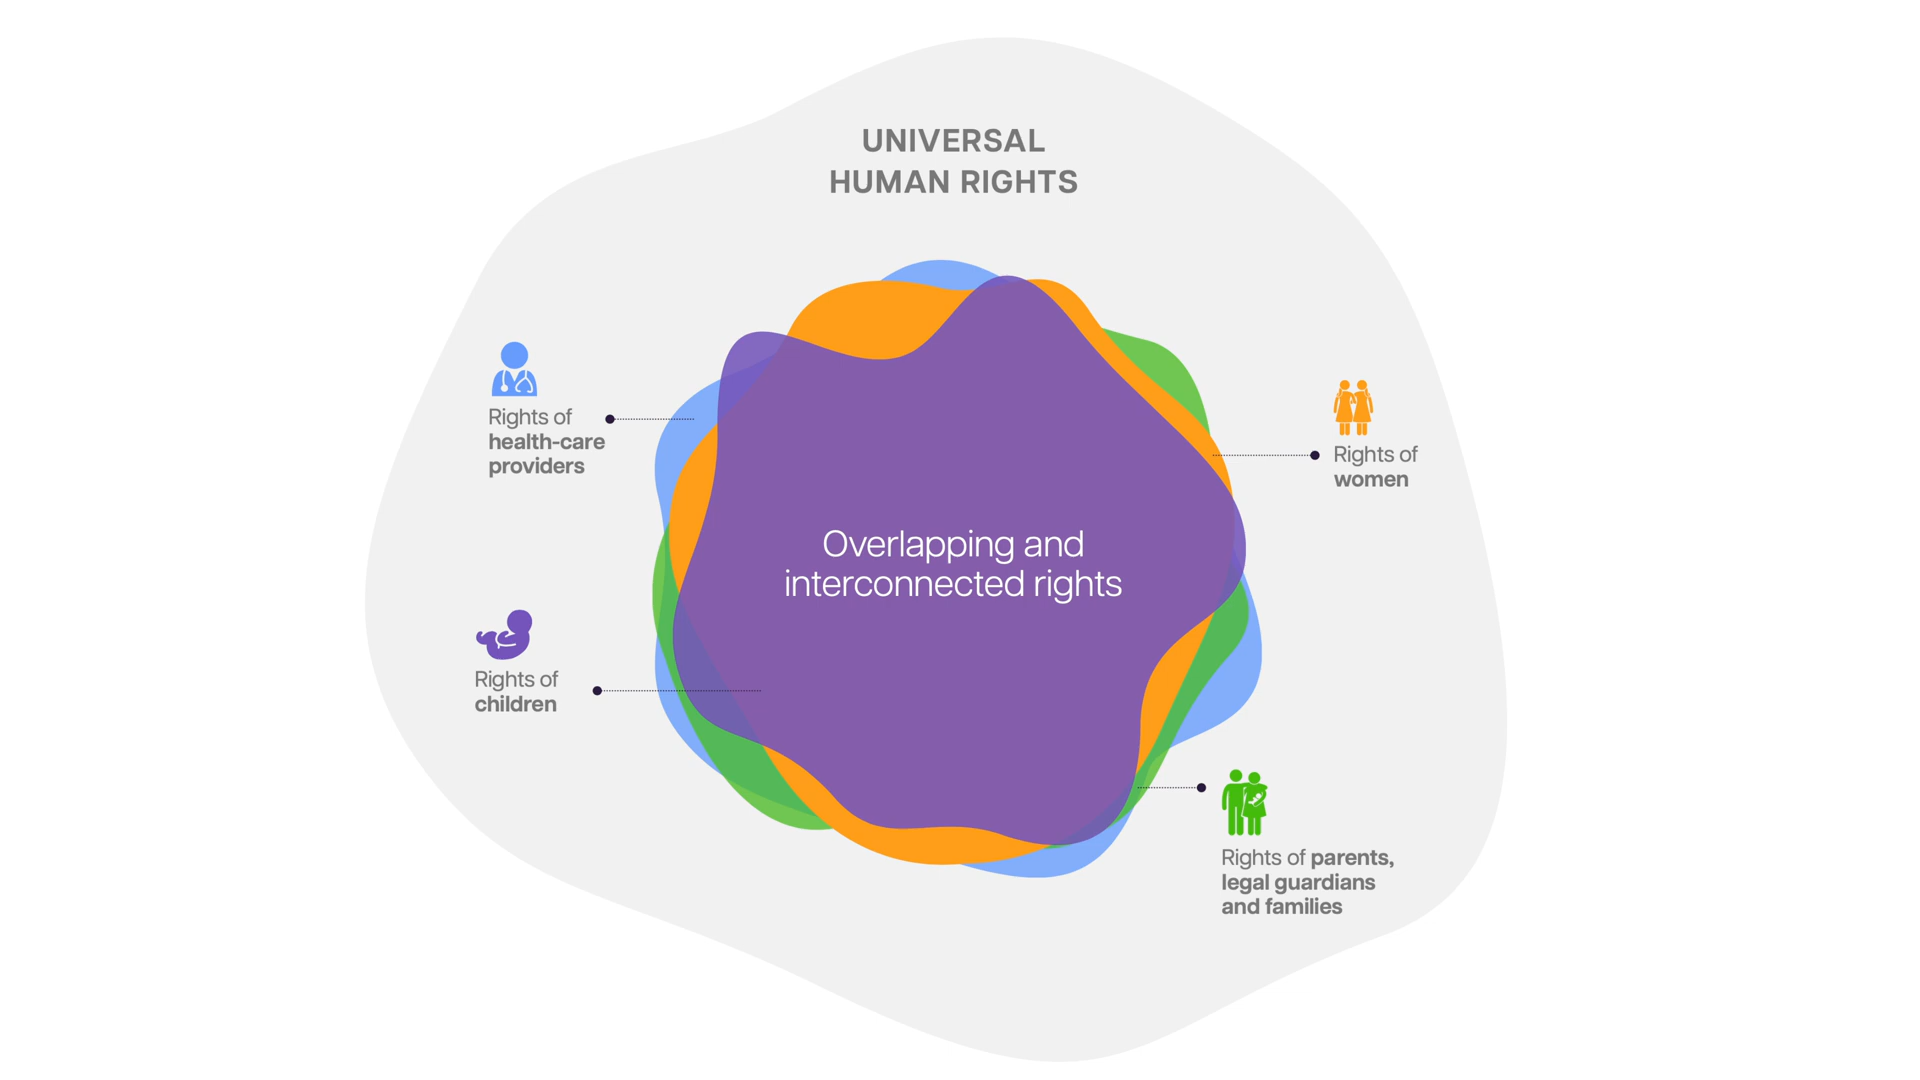 UNIVERSAL
HUMAN RIGHTS
Rights of
health-care
providers
Rights of
women
Overlapping and
interconnected rights
Rights of
children
Rights of parents,
legal guardians
and families